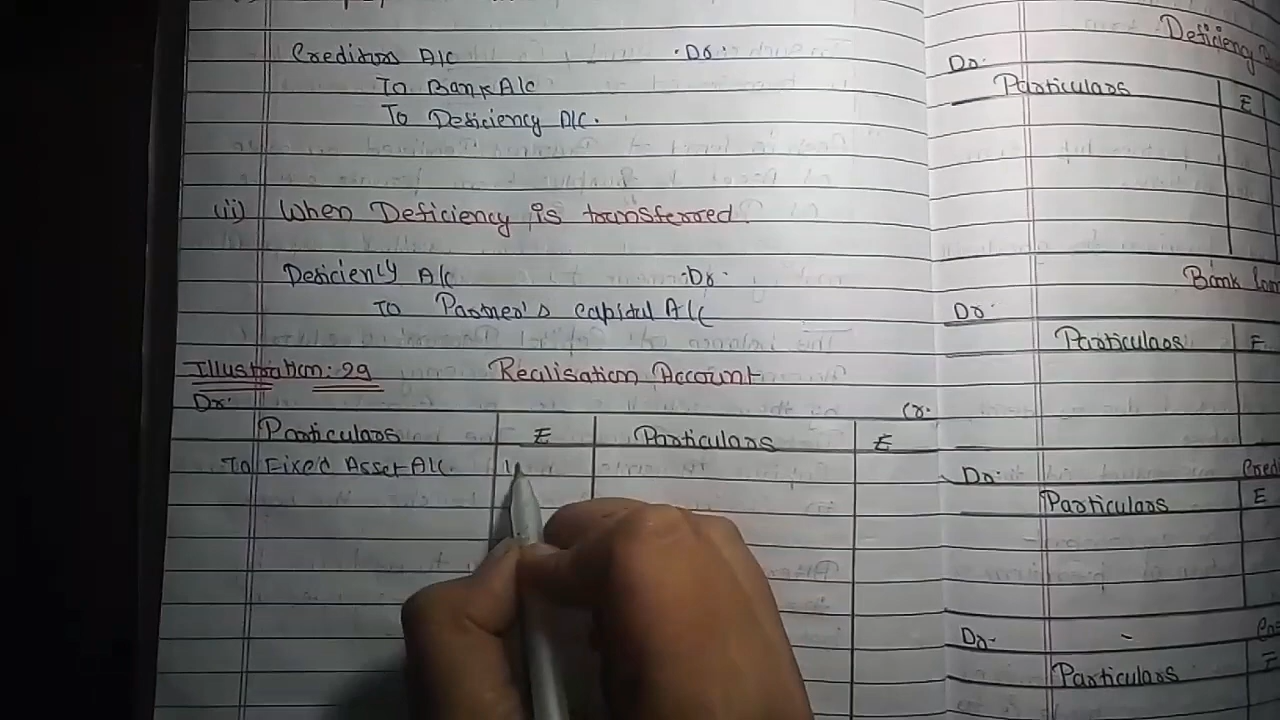 Creditors A/c Dr.
To Bank A/c
To Deficiency A/c.
(ii) When Deficiency is transferred
Deficiency A/c Dr.
To Partner's capital A/c
Illustration: 29 Realisation Account
Dr. Cr.
Particulars ₹ Particulars ₹
To Fixed Asset A/c.
Deficiency
Dr.
Particulars ₹
Bank loan
Dr.
Particulars ₹
Dr.
Particulars ₹
Dr.
Particulars ₹